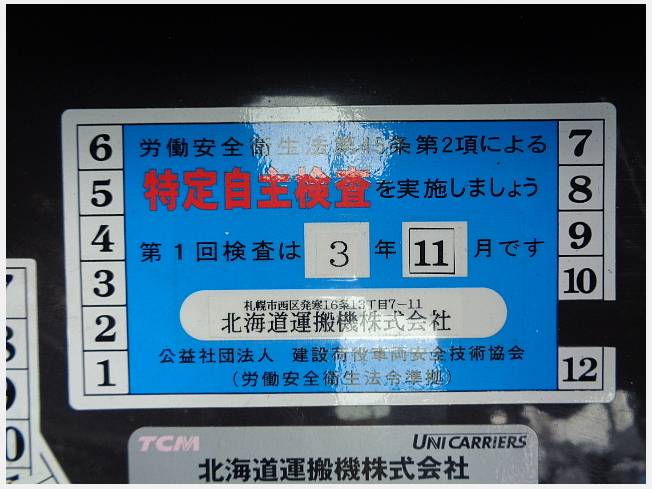 労働安全衛生法第45条第2項による
特定自主検査を実施しましょう
第1回検査は 3 年 11 月です
札幌市西区発寒16条13丁目7-11
北海道運搬機株式会社
公益社団法人 建設荷役車両安全技術協会
(労働安全衛生法令準拠)
6
5
4
3
2
1
7
8
9
10
12
TCM UNICARRIERS
北海道運搬機株式会社